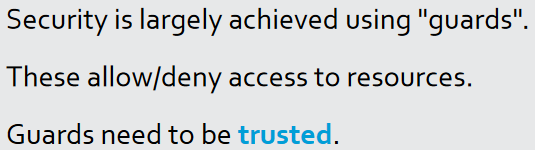 Security is largely achieved using "guards".
These allow/deny access to resources.
Guards need to be trusted.